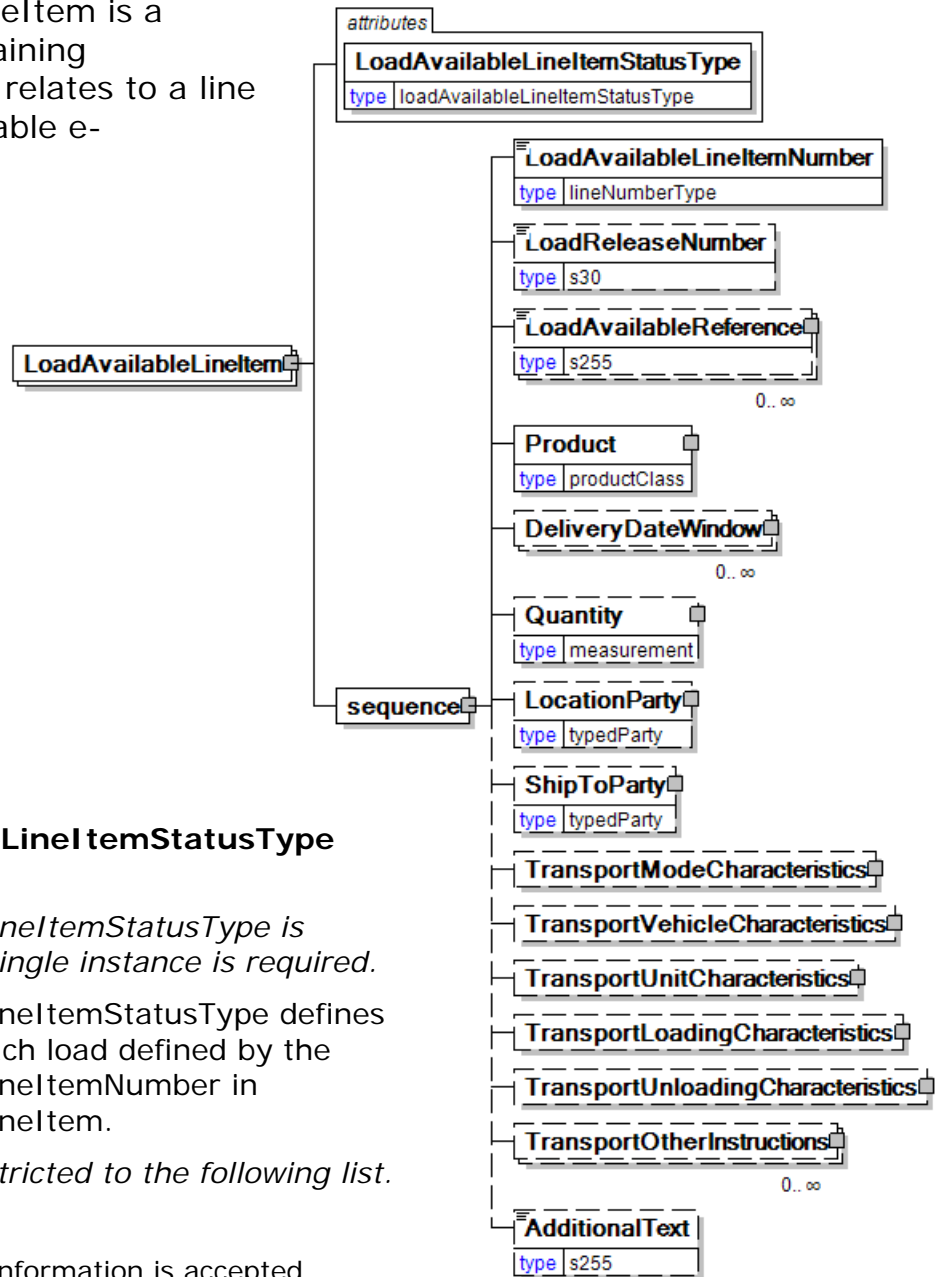 eItem is a
aining
relates to a line
able e-
LineItemStatusType
neItemStatusType is
ingle instance is required.
neItemStatusType defines
ch load defined by the
neItemNumber in
neItem.
tricted to the following list.
nformation is accepted
LoadAvailableLineItem
attributes
LoadAvailableLineItemStatusType
type loadAvailableLineItemStatusType
sequence
LoadAvailableLineItemNumber
type lineNumberType
LoadReleaseNumber
type s30
LoadAvailableReference
type s255
0.. ∞
Product
type productClass
DeliveryDateWindow
0.. ∞
Quantity
type measurement
LocationParty
type typedParty
ShipToParty
type typedParty
TransportModeCharacteristics
TransportVehicleCharacteristics
TransportUnitCharacteristics
TransportLoadingCharacteristics
TransportUnloadingCharacteristics
TransportOtherInstructions
0.. ∞
AdditionalText
type s255